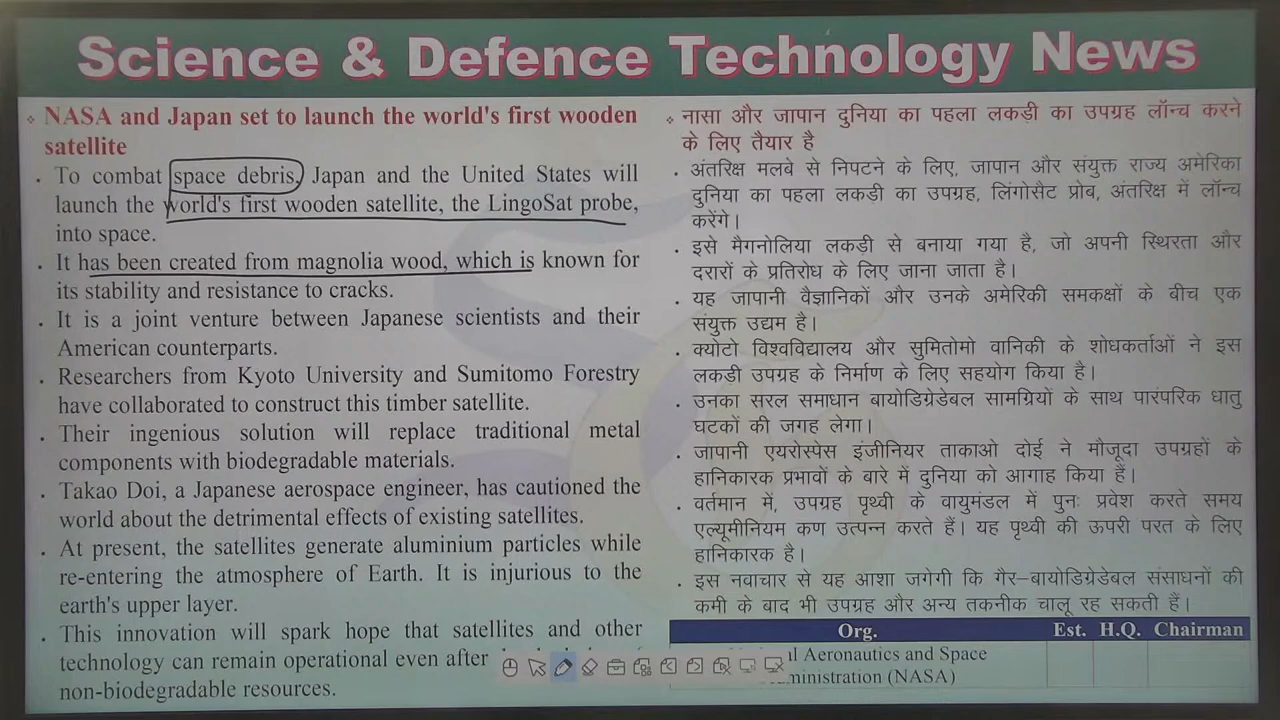 Science & Defence Technology News
NASA and Japan set to launch the world's first wooden
satellite
To combat space debris, Japan and the United States will
launch the world's first wooden satellite, the LingoSat probe,
into space.
It has been created from magnolia wood, which is known for
its stability and resistance to cracks.
It is a joint venture between Japanese scientists and their
American counterparts.
Researchers from Kyoto University and Sumitomo Forestry
have collaborated to construct this timber satellite.
Their ingenious solution will replace traditional metal
components with biodegradable materials.
Takao Doi, a Japanese aerospace engineer, has cautioned the
world about the detrimental effects of existing satellites.
At present, the satellites generate aluminium particles while
re-entering the atmosphere of Earth. It is injurious to the
earth's upper layer.
This innovation will spark hope that satellites and other
technology can remain operational even after
non-biodegradable resources.
नासा और जापान दुनिया का पहला लकड़ी का उपग्रह लॉन्च करने
के लिए तैयार है
अंतरिक्ष मलबे से निपटने के लिए, जापान और संयुक्त राज्य अमेरिका
दुनिया का पहला लकड़ी का उपग्रह, लिंगोसैट प्रोब, अंतरिक्ष में लॉन्च
करेंगे।
इसे मैगनोलिया लकड़ी से बनाया गया है, जो अपनी स्थिरता और
दरारों के प्रतिरोध के लिए जाना जाता है।
यह जापानी वैज्ञानिकों और उनके अमेरिकी समकक्षों के बीच एक
संयुक्त उद्यम है।
क्योटो विश्वविद्यालय और सुमितोमो वानिकी के शोधकर्ताओं ने इस
लकड़ी उपग्रह के निर्माण के लिए सहयोग किया है।
उनका सरल समाधान बायोडिग्रेडेबल सामग्रियों के साथ पारंपरिक धातु
घटकों की जगह लेगा।
जापानी एयरोस्पेस इंजीनियर ताकाओ दोई ने मौजूदा उपग्रहों के
हानिकारक प्रभावों के बारे में दुनिया को आगाह किया हैं।
वर्तमान में, उपग्रह पृथ्वी के वायुमंडल में पुनः प्रवेश करते समय
एल्यूमीनियम कण उत्पन्न करते हैं। यह पृथ्वी की ऊपरी परत के लिए
हानिकारक है।
इस नवाचार से यह आशा जगेगी कि गैर-बायोडिग्रेडेबल संसाधनों की
कमी के बाद भी उपग्रह और अन्य तकनीक चालू रह सकती हैं।
Org. Est. H.Q. Chairman
Aeronautics and Space
(NASA)